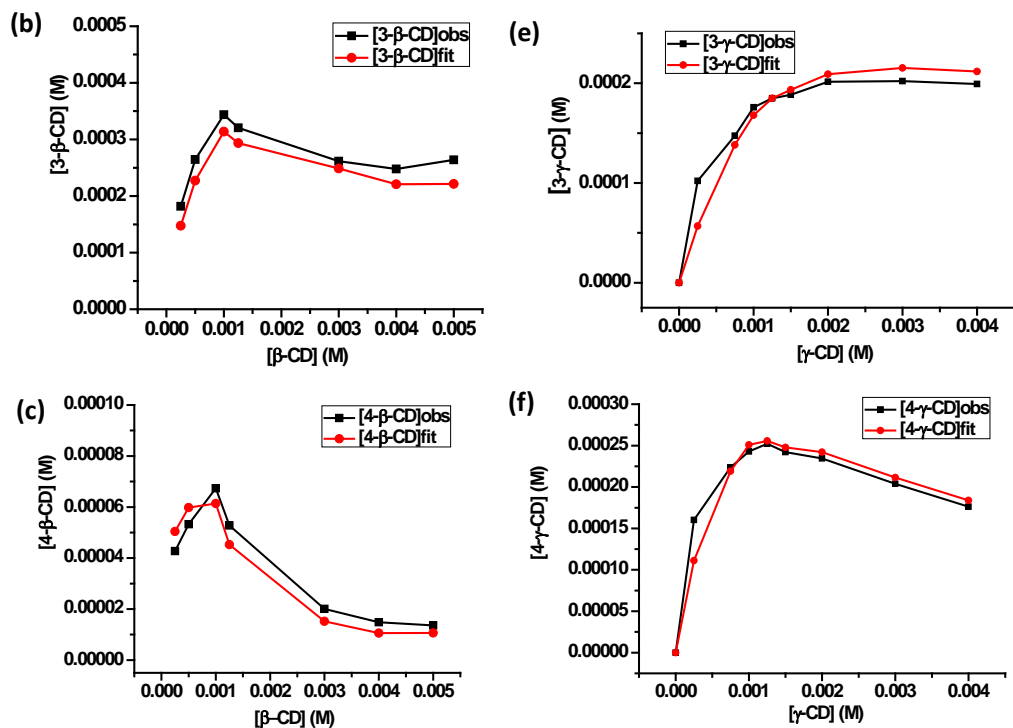 (b)
[3-β-CD]obs
[3-β-CD]fit
[3-β-CD] (M)
0.0005
0.0004
0.0003
0.0002
0.0001
0.0000
0.000 0.001 0.002 0.003 0.004 0.005
[β-CD] (M)
(e)
[3-γ-CD]obs
[3-γ-CD]fit
[3-γ-CD] (M)
0.0002
0.0001
0.0000
0.000 0.001 0.002 0.003 0.004
[γ-CD] (M)
(c)
[4-β-CD]obs
[4-β-CD]fit
[4-β-CD] (M)
0.00010
0.00008
0.00006
0.00004
0.00002
0.00000
0.000 0.001 0.002 0.003 0.004 0.005
[β-CD] (M)
(f)
[4-γ-CD]obs
[4-γ-CD]fit
[4-γ-CD] (M)
0.00030
0.00025
0.00020
0.00015
0.00010
0.00005
0.00000
0.000 0.001 0.002 0.003 0.004
[γ-CD] (M)